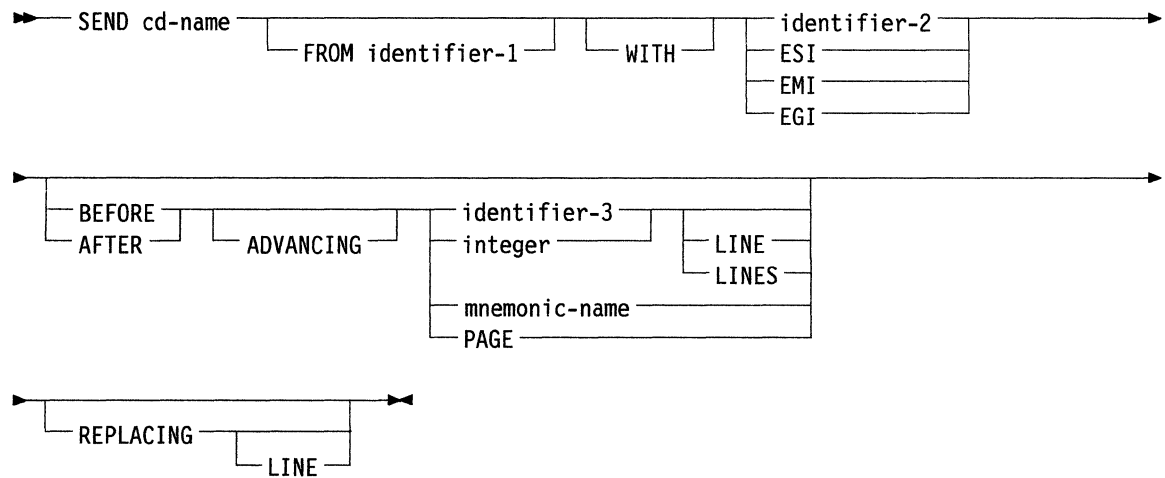 SEND cd-name identifier-2
FROM identifier-1 WITH ESI
EMI
EGI
BEFORE identifier-3
AFTER ADVANCING integer LINE
LINES
mnemonic-name
PAGE
REPLACING
LINE